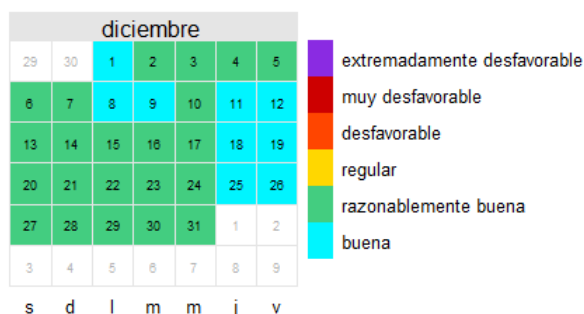 diciembre
29 30 1 2 3 4 5
6 7 8 9 10 11 12
13 14 15 16 17 18 19
20 21 22 23 24 25 26
27 28 29 30 31 1 2
3 4 5 6 7 8 9
s d l m m j v
extremadamente desfavorable
muy desfavorable
desfavorable
regular
razonablemente buena
buena